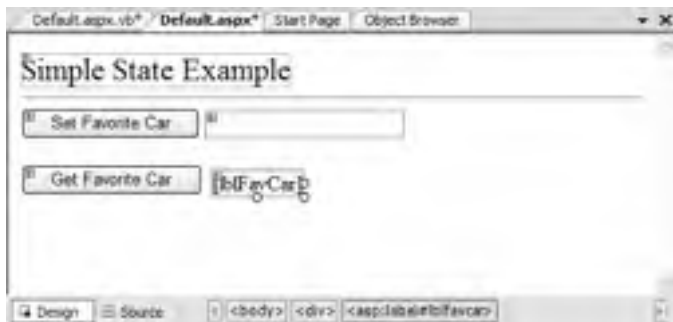 Default.aspx.vb* Default.aspx* Start Page Object Browser
Simple State Example
Set Favorite Car
Get Favorite Car [lblFavCar]
Design Source <body> <div> <asp:label#lblfavcar>